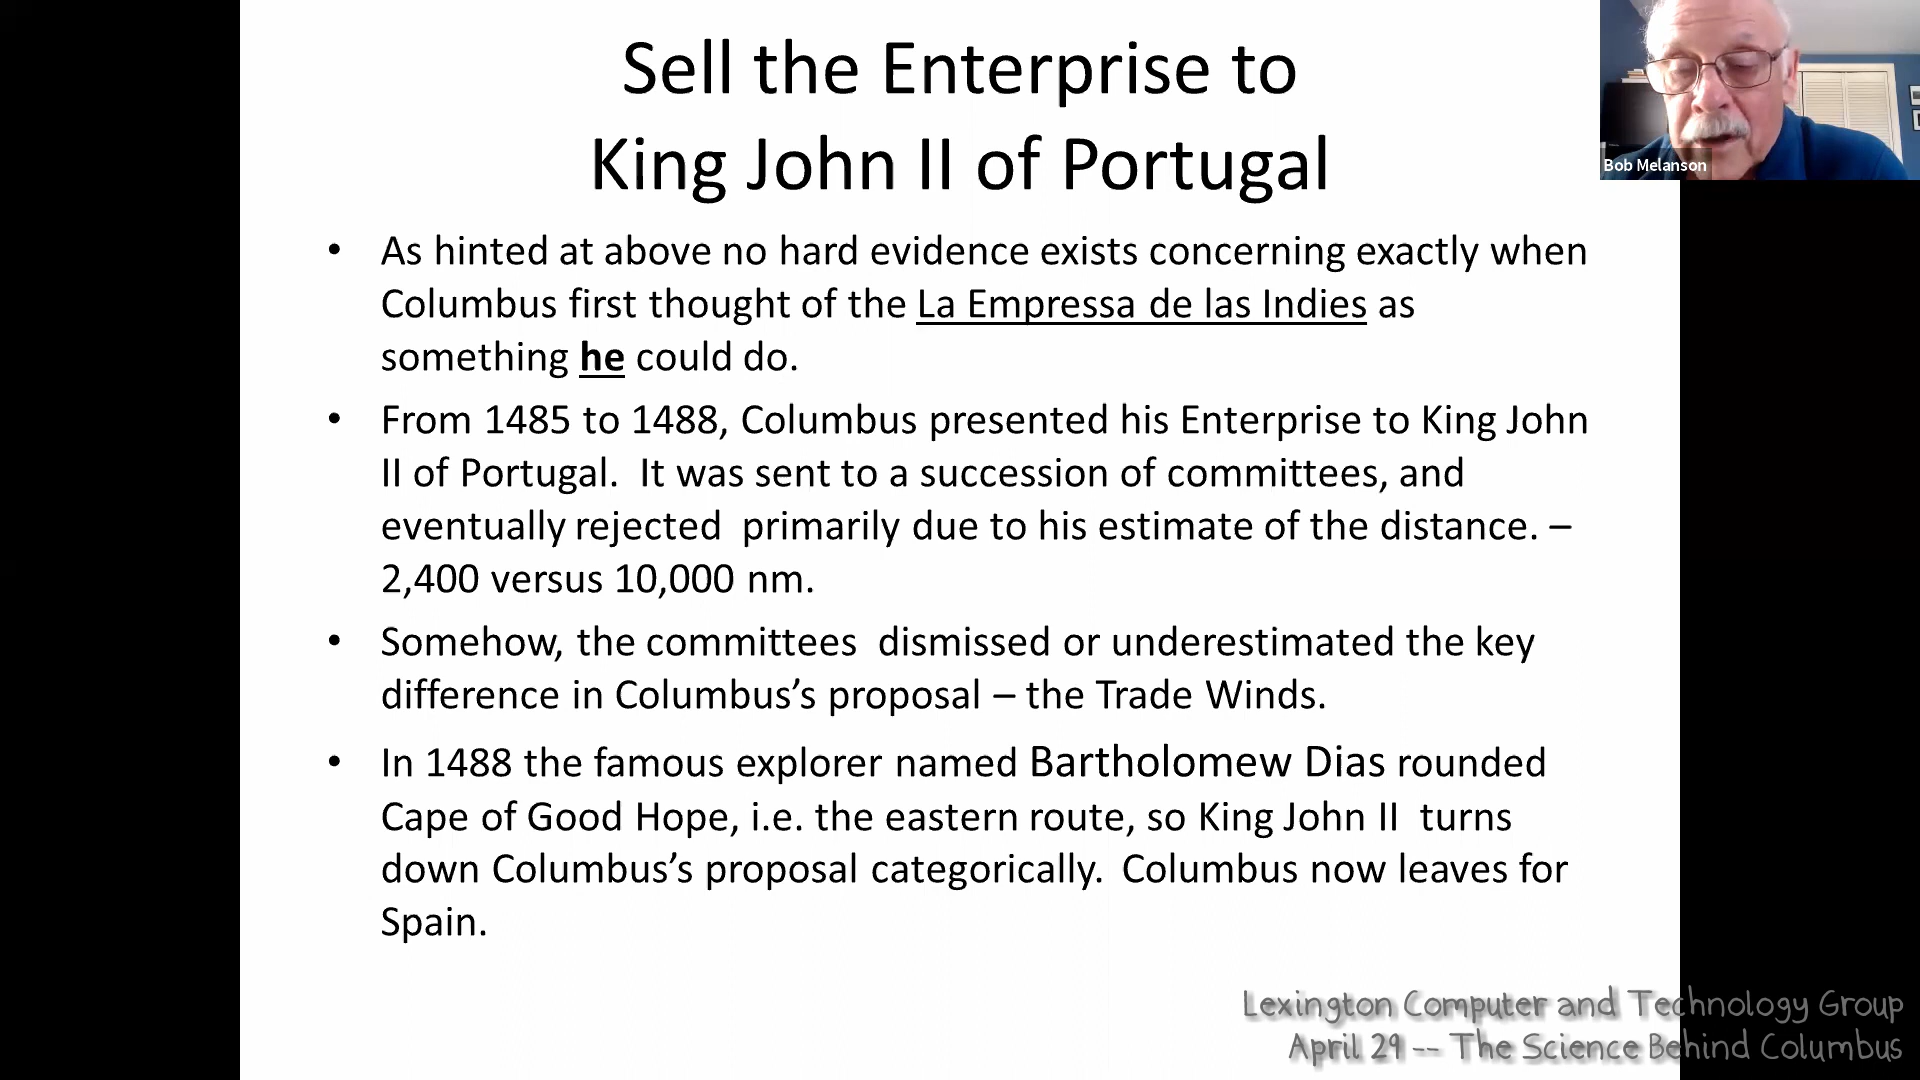 Sell the Enterprise to
King John II of Portugal
Bob Melanson
• As hinted at above no hard evidence exists concerning exactly when
Columbus first thought of the La Empressa de las Indies as
something he could do.
• From 1485 to 1488, Columbus presented his Enterprise to King John
II of Portugal. It was sent to a succession of committees, and
eventually rejected primarily due to his estimate of the distance. –
2,400 versus 10,000 nm.
• Somehow, the committees dismissed or underestimated the key
difference in Columbus’s proposal – the Trade Winds.
• In 1488 the famous explorer named Bartholomew Dias rounded
Cape of Good Hope, i.e. the eastern route, so King John II turns
down Columbus’s proposal categorically. Columbus now leaves for
Spain.
Lexington Computer and Technology Group
April 29 -- The Science Behind Columbus